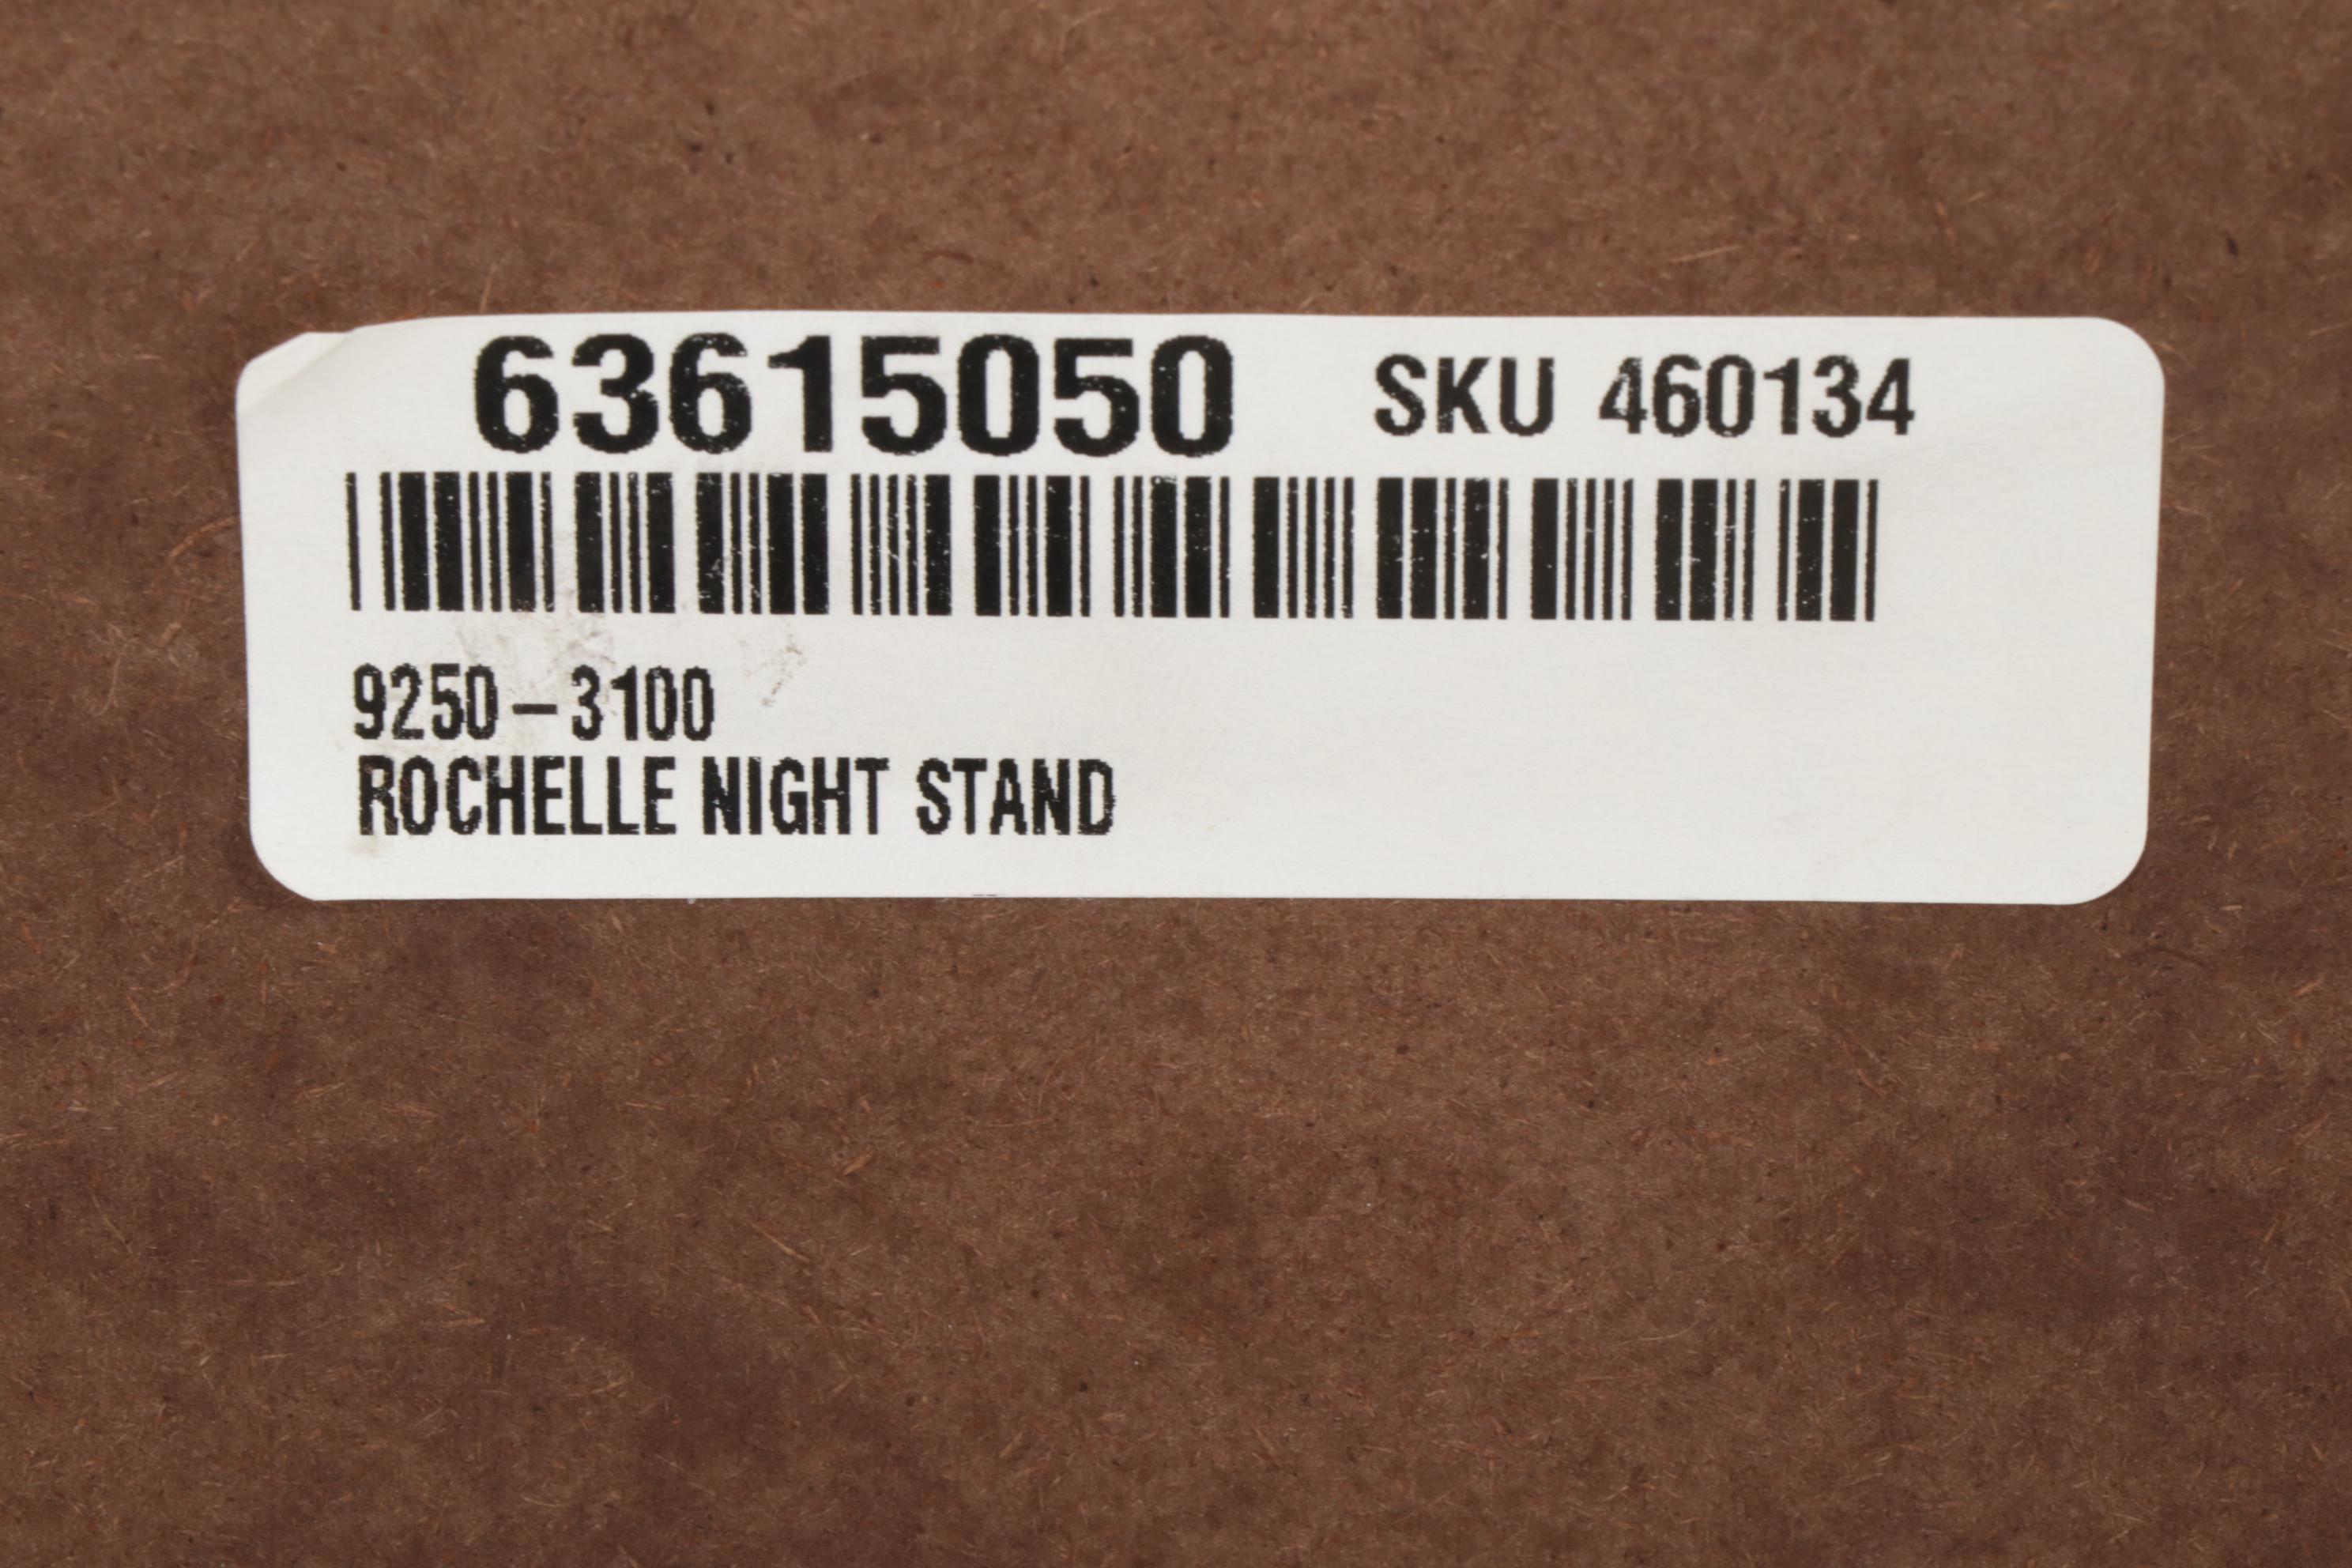 63615050 SKU 460134
9250-3100
ROCHELLE NIGHT STAND